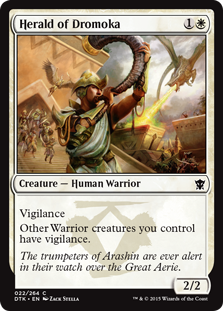 Herald of Dromoka 1
Creature — Human Warrior
Vigilance
Other Warrior creatures you control
have vigilance.
The trumpeters of Arashin are ever alert
in their watch over the Great Aerie.
2/2
022/264 C
DTK • EN Zack Stella
™ & © 2015 Wizards of the Coast